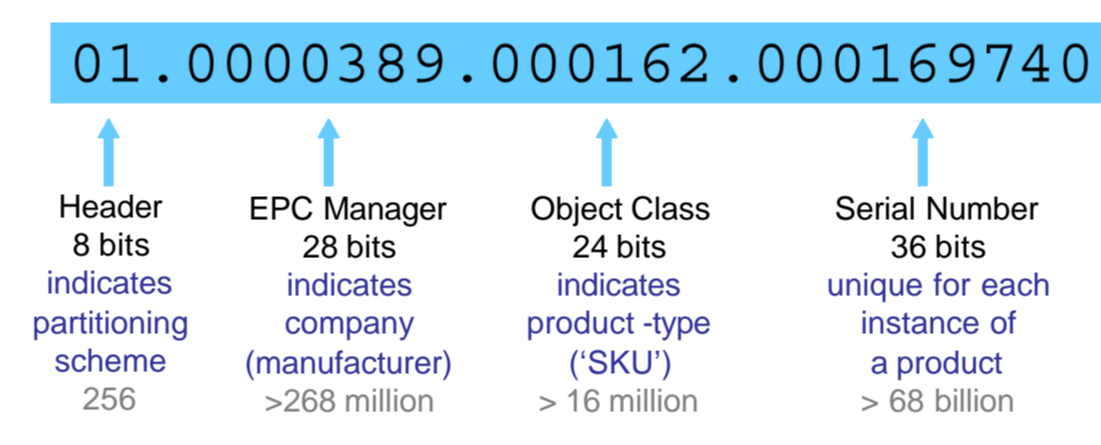 01.0000389.000162.000169740
Header
8 bits
indicates
partitioning
scheme
256
EPC Manager
28 bits
indicates
company
(manufacturer)
>268 million
Object Class
24 bits
indicates
product -type
(‘SKU’)
> 16 million
Serial Number
36 bits
unique for each
instance of
a product
> 68 billion